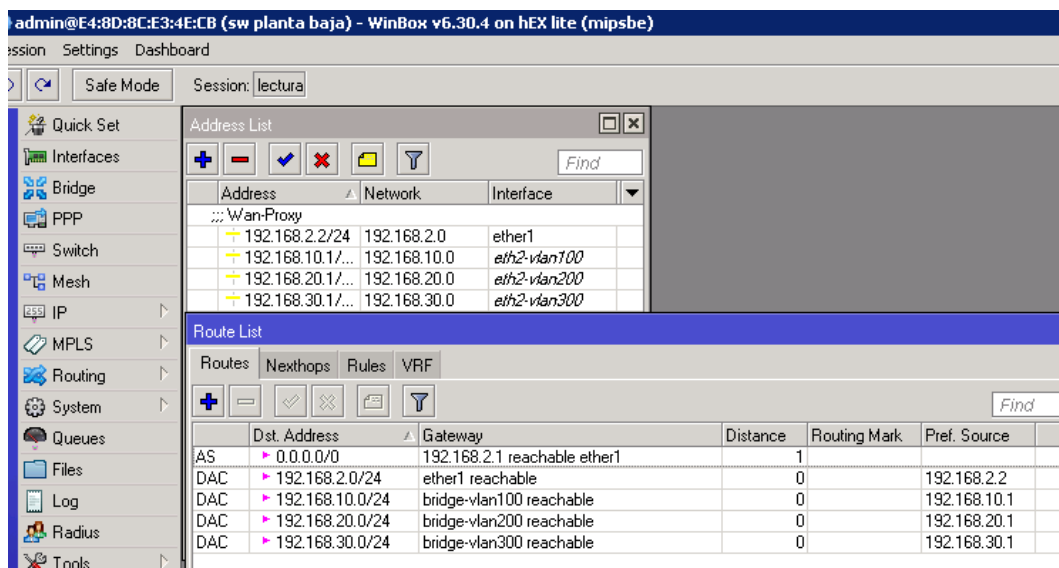 admin@E4:8D:8C:E3:4E:CB (sw planta baja) - WinBox v6.30.4 on hEX lite (mipsbe)
ession Settings Dashboard
Safe Mode Session: lectura
Quick Set
Interfaces
Bridge
PPP
Switch
Mesh
255 IP
MPLS
Routing
System
Queues
Files
Log
Radius
Tools
Address List
Find
Address Network Interface
;;; Wan-Proxy
192.168.2.2/24 192.168.2.0 ether1
192.168.10.1/... 192.168.10.0 eth2-vlan100
192.168.20.1/... 192.168.20.0 eth2-vlan200
192.168.30.1/... 192.168.30.0 eth2-vlan300
Route List
Routes Nexthops Rules VRF
Find
Dst. Address Gateway Distance Routing Mark Pref. Source
AS 0.0.0.0/0 192.168.2.1 reachable ether1 1
DAC 192.168.2.0/24 ether1 reachable 0 192.168.2.2
DAC 192.168.10.0/24 bridge-vlan100 reachable 0 192.168.10.1
DAC 192.168.20.0/24 bridge-vlan200 reachable 0 192.168.20.1
DAC 192.168.30.0/24 bridge-vlan300 reachable 0 192.168.30.1